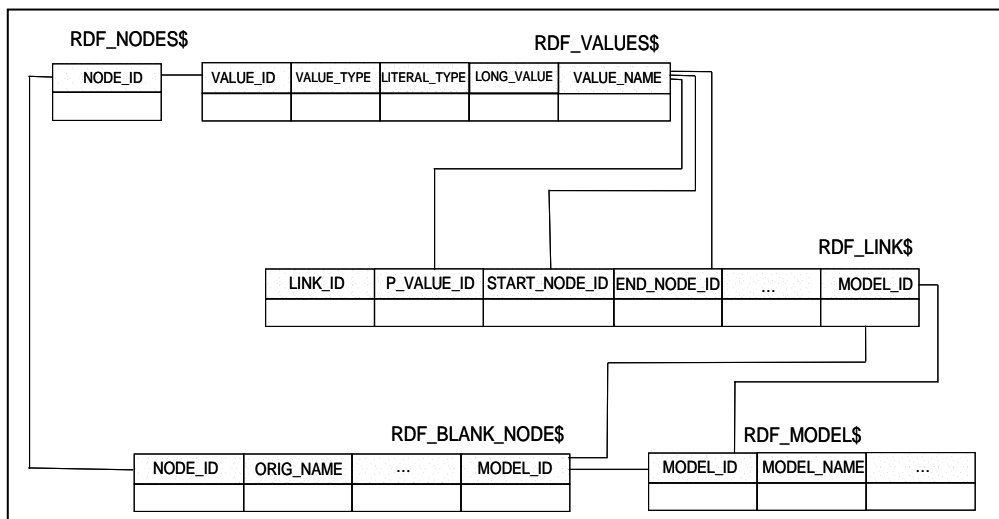 RDF_NODES$ RDF_VALUES$
NODE_ID VALUE_ID VALUE_TYPE LITERAL_TYPE LONG_VALUE VALUE_NAME
RDF_LINK$
LINK_ID P_VALUE_ID START_NODE_ID END_NODE_ID ... MODEL_ID
RDF_BLANK_NODE$ RDF_MODEL$
NODE_ID ORIG_NAME ... MODEL_ID MODEL_ID MODEL_NAME ...